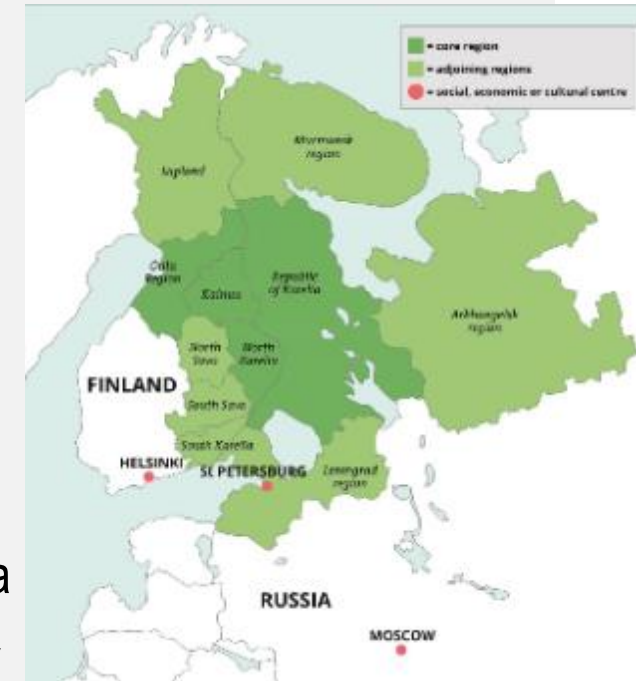 = core region
= adjoining regions
= social, economic or cultural centre
Murmansk
region
Lapland
Oulu
Region
Kainuu
Republic
of Karelia
Arkhangelsk
region
North
Savo
North
Karelia
FINLAND
South Savo
South Karelia
HELSINKI
St. PETERSBURG
Leningrad
region
a
RUSSIA
MOSCOW